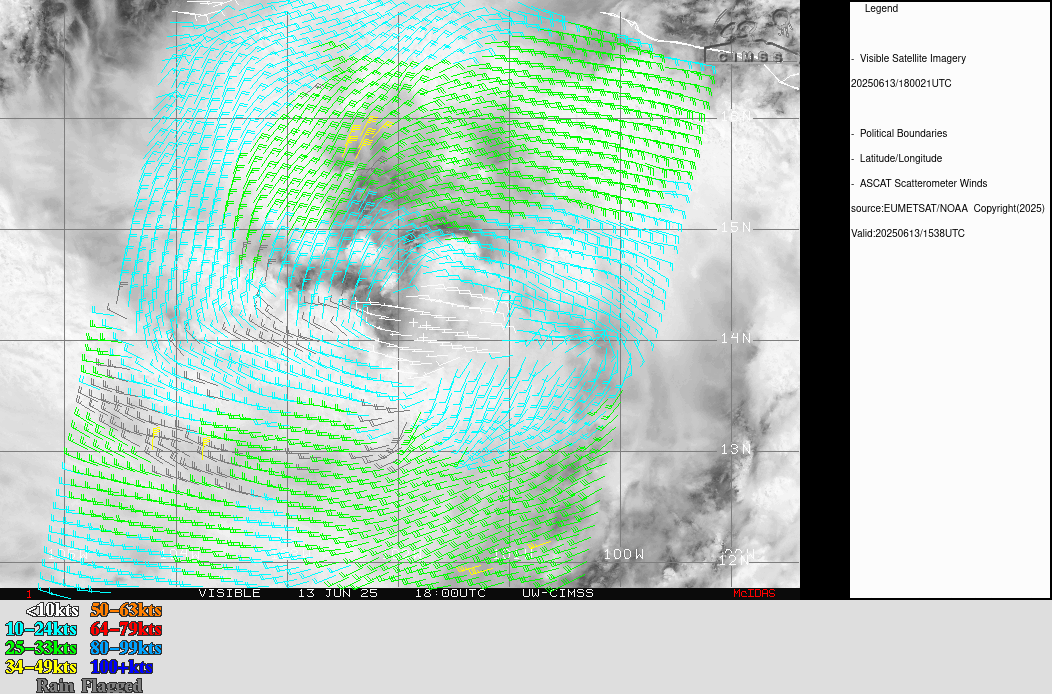 Legend
CIMSS
- Visible Satellite Imagery
20250613/180021UTC
16N
- Political Boundaries
- Latitude/Longitude
- ASCAT Scatterometer Winds
source:EUMETSAT/NOAA Copyright(2025)
15N
Valid:20250613/1538UTC
14N
13N
100W
12N
1 VISIBLE 13 JUN 25 18:00UTC UW-CIMSS McIDAS
<10kts 50-63kts
10-24kts 64-79kts
25-33kts 80-99kts
34-49kts 100+kts
Rain Flagged